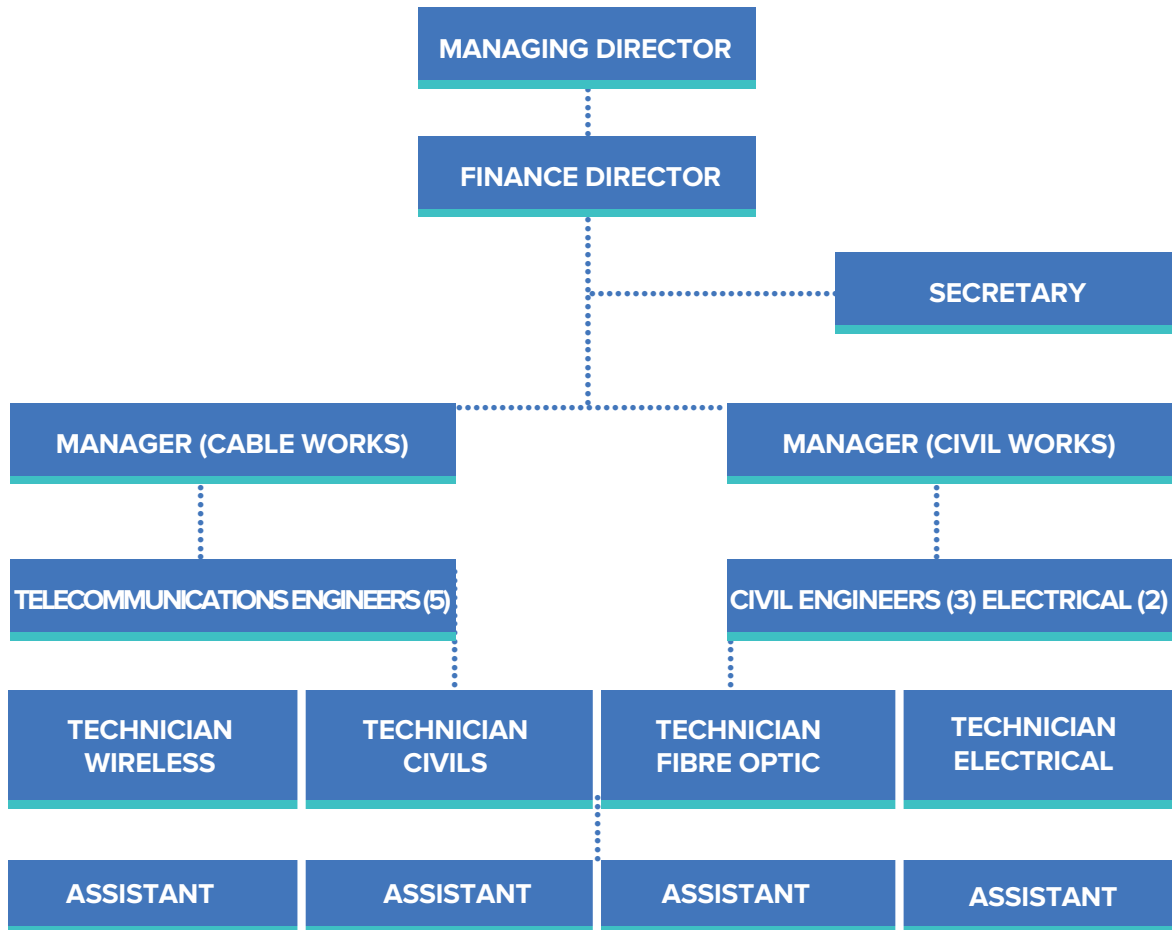 MANAGING DIRECTOR
FINANCE DIRECTOR
SECRETARY
MANAGER (CABLE WORKS)
MANAGER (CIVIL WORKS)
TELECOMMUNICATIONS ENGINEERS (5)
CIVIL ENGINEERS (3) ELECTRICAL (2)
TECHNICIAN
WIRELESS
TECHNICIAN
CIVILS
TECHNICIAN
FIBRE OPTIC
TECHNICIAN
ELECTRICAL
ASSISTANT
ASSISTANT
ASSISTANT
ASSISTANT